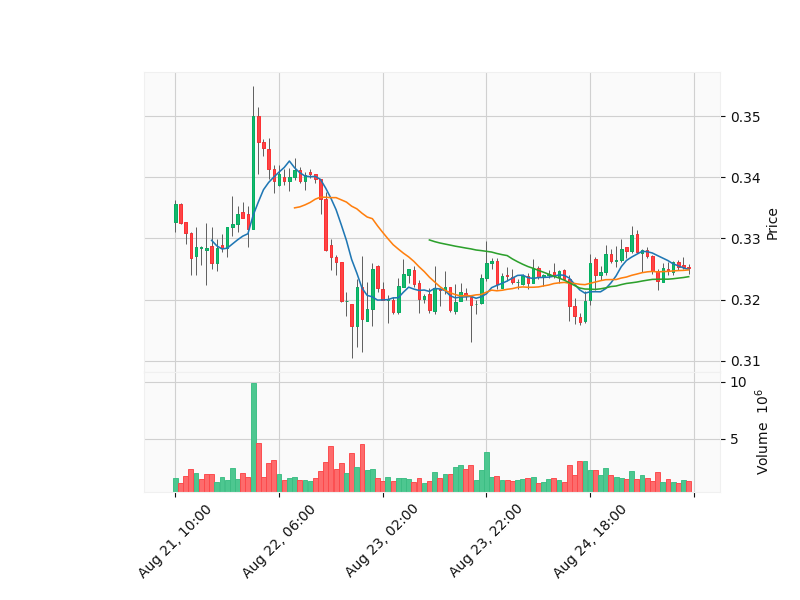 0.35
0.34
0.33
0.32
0.31
Price
10
5
Volume 10^6
Aug 21, 10:00
Aug 22, 06:00
Aug 23, 02:00
Aug 23, 22:00
Aug 24, 18:00